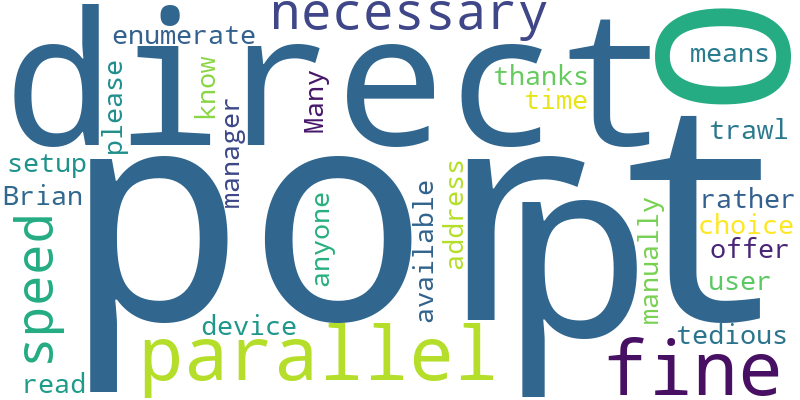 necessary
enumerate
direct
O
means
thanks
time
know
please
Many
manager
trawl
setup
port
p
address
Brian
available
anyone
rather
choice
manually
offer
speed
user
device
parallel
tedious
fine
read